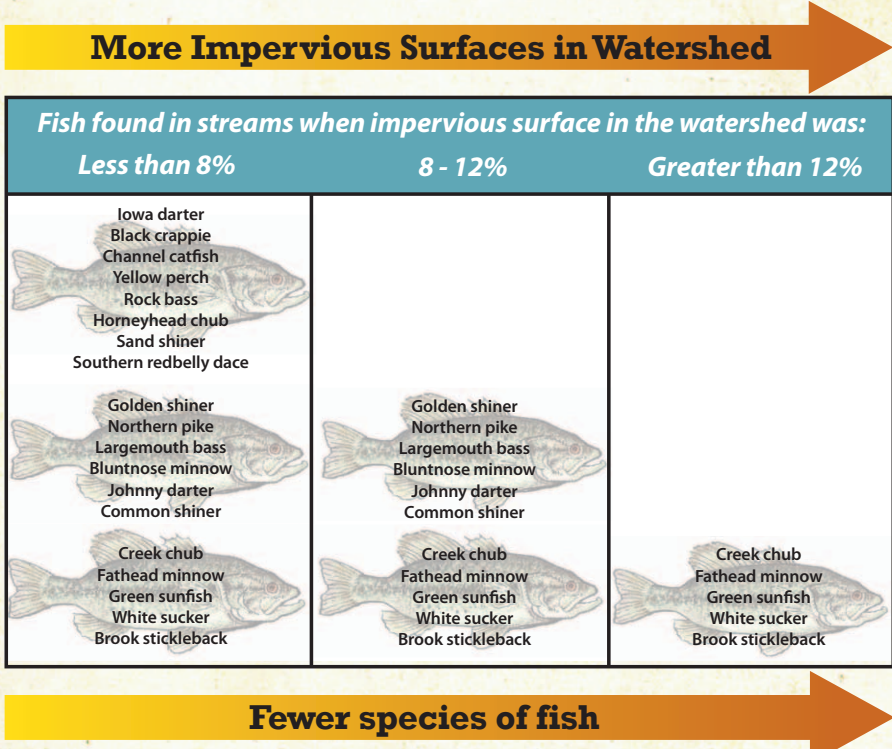 More Impervious Surfaces in Watershed
Fish found in streams when impervious surface in the watershed was:
Less than 8%
8 - 12%
Greater than 12%
Iowa darter
Black crappie
Channel catfish
Yellow perch
Rock bass
Horneyhead chub
Sand shiner
Southern redbelly dace
Golden shiner
Northern pike
Largemouth bass
Bluntnose minnow
Johnny darter
Common shiner
Creek chub
Fathead minnow
Green sunfish
White sucker
Brook stickleback
Golden shiner
Northern pike
Largemouth bass
Bluntnose minnow
Johnny darter
Common shiner
Creek chub
Fathead minnow
Green sunfish
White sucker
Brook stickleback
Creek chub
Fathead minnow
Green sunfish
White sucker
Brook stickleback
Fewer species of fish